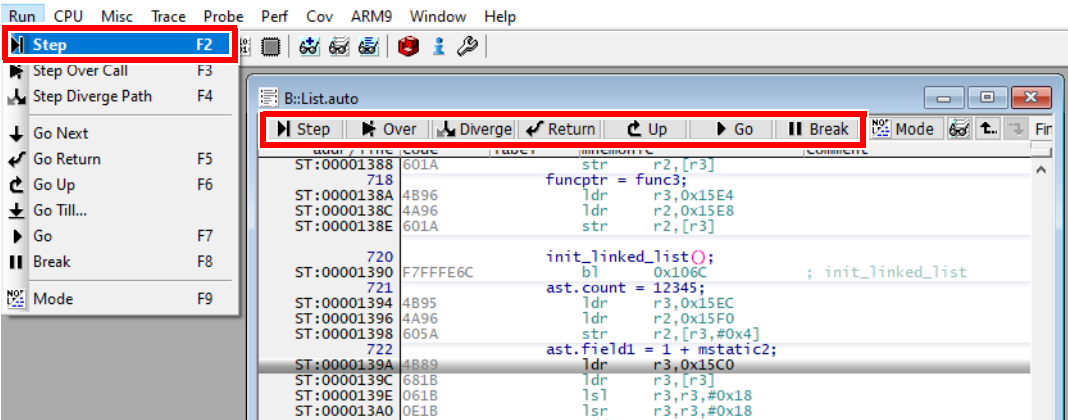 Run CPU Misc Trace Probe Perf Cov ARM9 Window Help
Step F2
Step Over Call F3
Step Diverge Path F4
Go Next
Go Return F5
Go Up F6
Go Till...
Go F7
Break F8
Mode F9
B::List.auto
Step Over Diverge Return Up Go Break Mode t.. Fir
addr/line code label mnemonic comment
ST:00001388 601A str r2,[r3]
718 funcptr = func3;
ST:0000138A 4B96 ldr r3,0x15E4
ST:0000138C 4A96 ldr r2,0x15E8
ST:0000138E 601A str r2,[r3]
720 init_linked_list();
ST:00001390 F7FFFE6C bl 0x106C ; init_linked_list
721 ast.count = 12345;
ST:00001394 4B95 ldr r3,0x15EC
ST:00001396 4A96 ldr r2,0x15F0
ST:00001398 605A str r2,[r3,#0x4]
722 ast.field1 = 1 + mstatic2;
ST:0000139A 4B89 ldr r3,0x15C0
ST:0000139C 681B ldr r3,[r3]
ST:0000139E 061B lsl r3,r3,#0x18
ST:000013A0 0E1B lsr r3,r3,#0x18